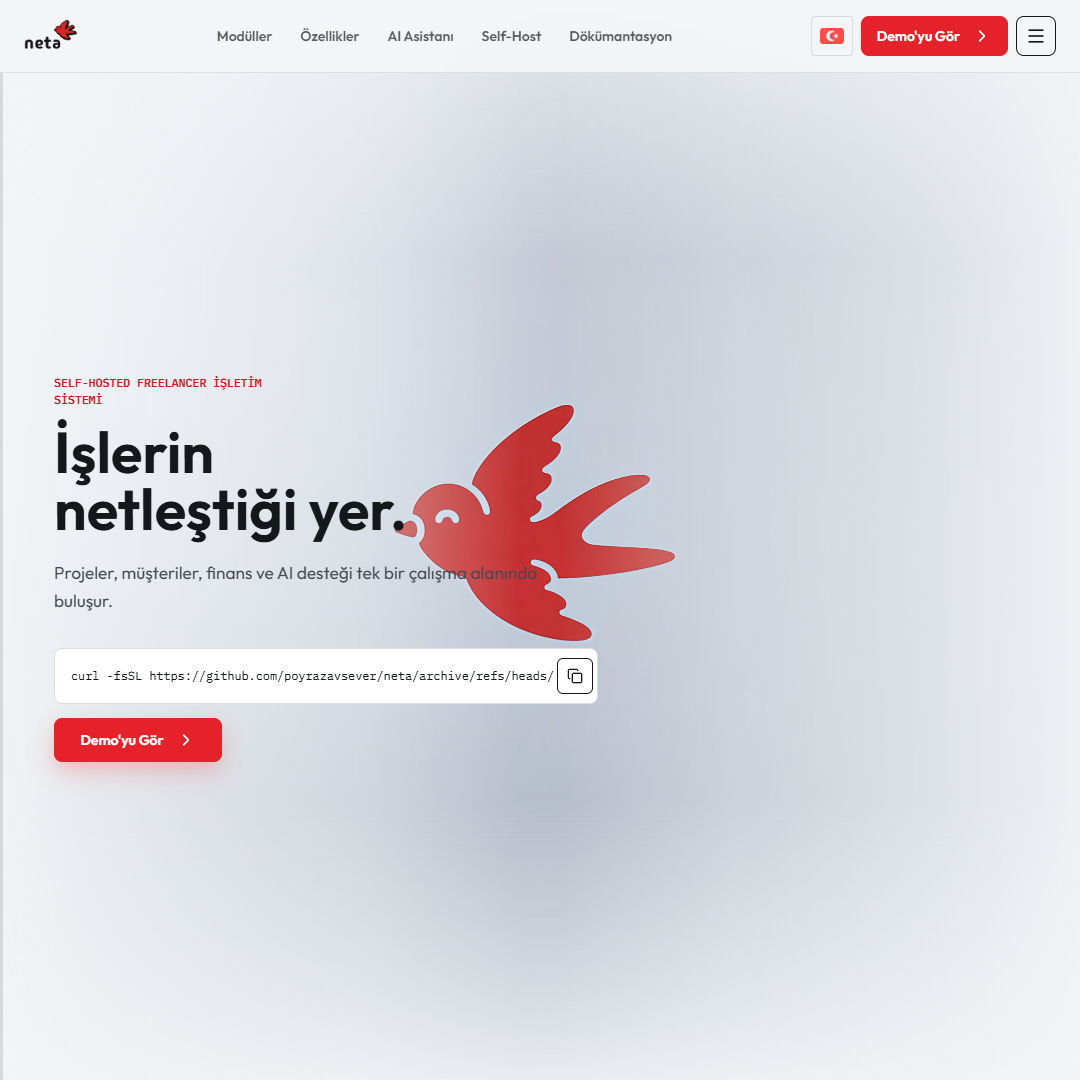 neta
Modüller
Özellikler
AI Asistanı
Self-Host
Dökümantasyon
Demo'yu Gör
SELF-HOSTED FREELANCER İŞLETİM
SİSTEMİ
İşlerin
netleştiği yer.
Projeler, müşteriler, finans ve AI desteği tek bir çalışma alanında
buluşur.
curl -fsSL https://github.com/poyrazavsever/neta/archive/refs/heads/
Demo'yu Gör